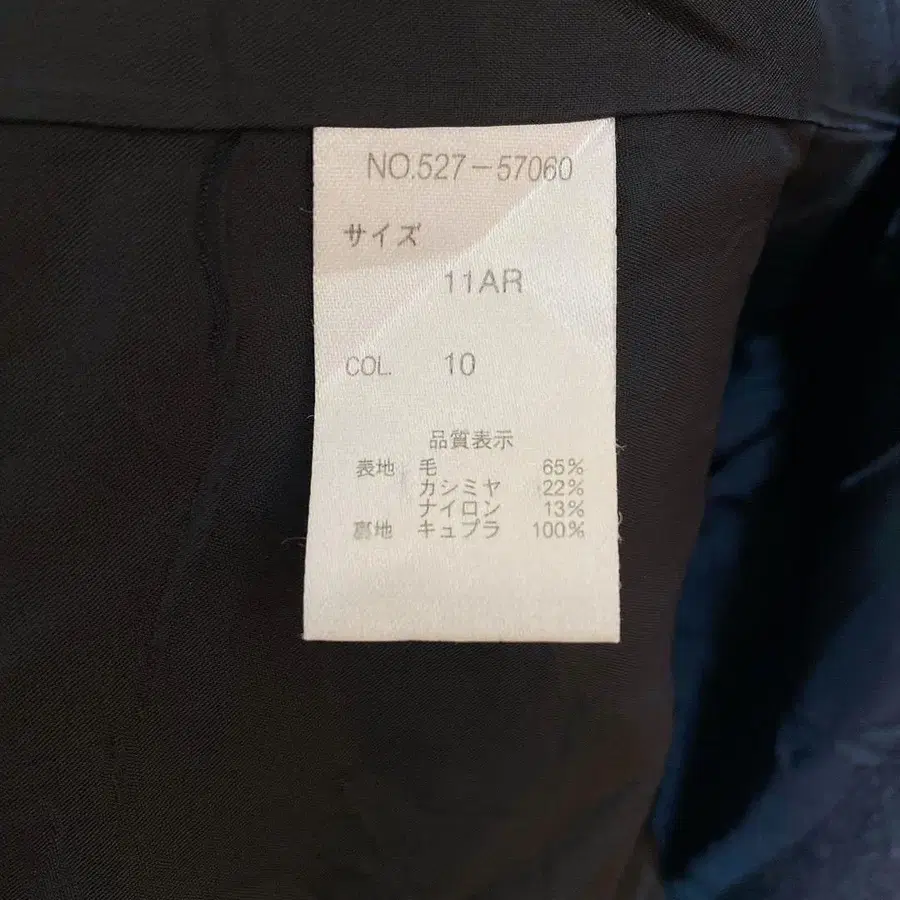 NO.527-57060
サイズ
11AR
COL. 10
品質表示
表地 毛 65%
カシミヤ 22%
ナイロン 13%
裏地 キュプラ 100%